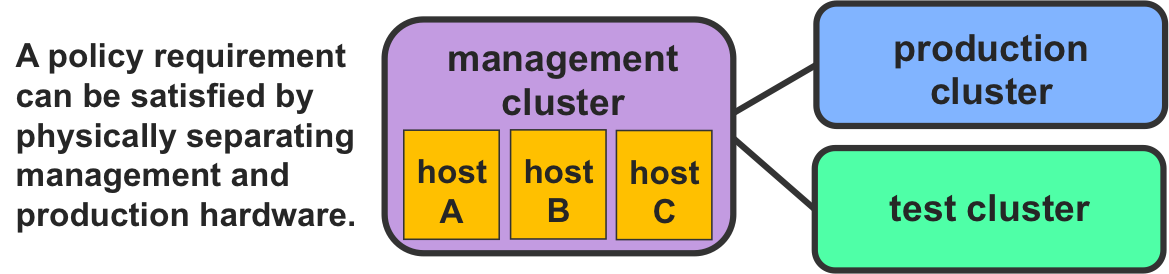 A policy requirement
can be satisfied by
physically separating
management and
production hardware.
management
cluster
host
A
host
B
host
C
production
cluster
test cluster